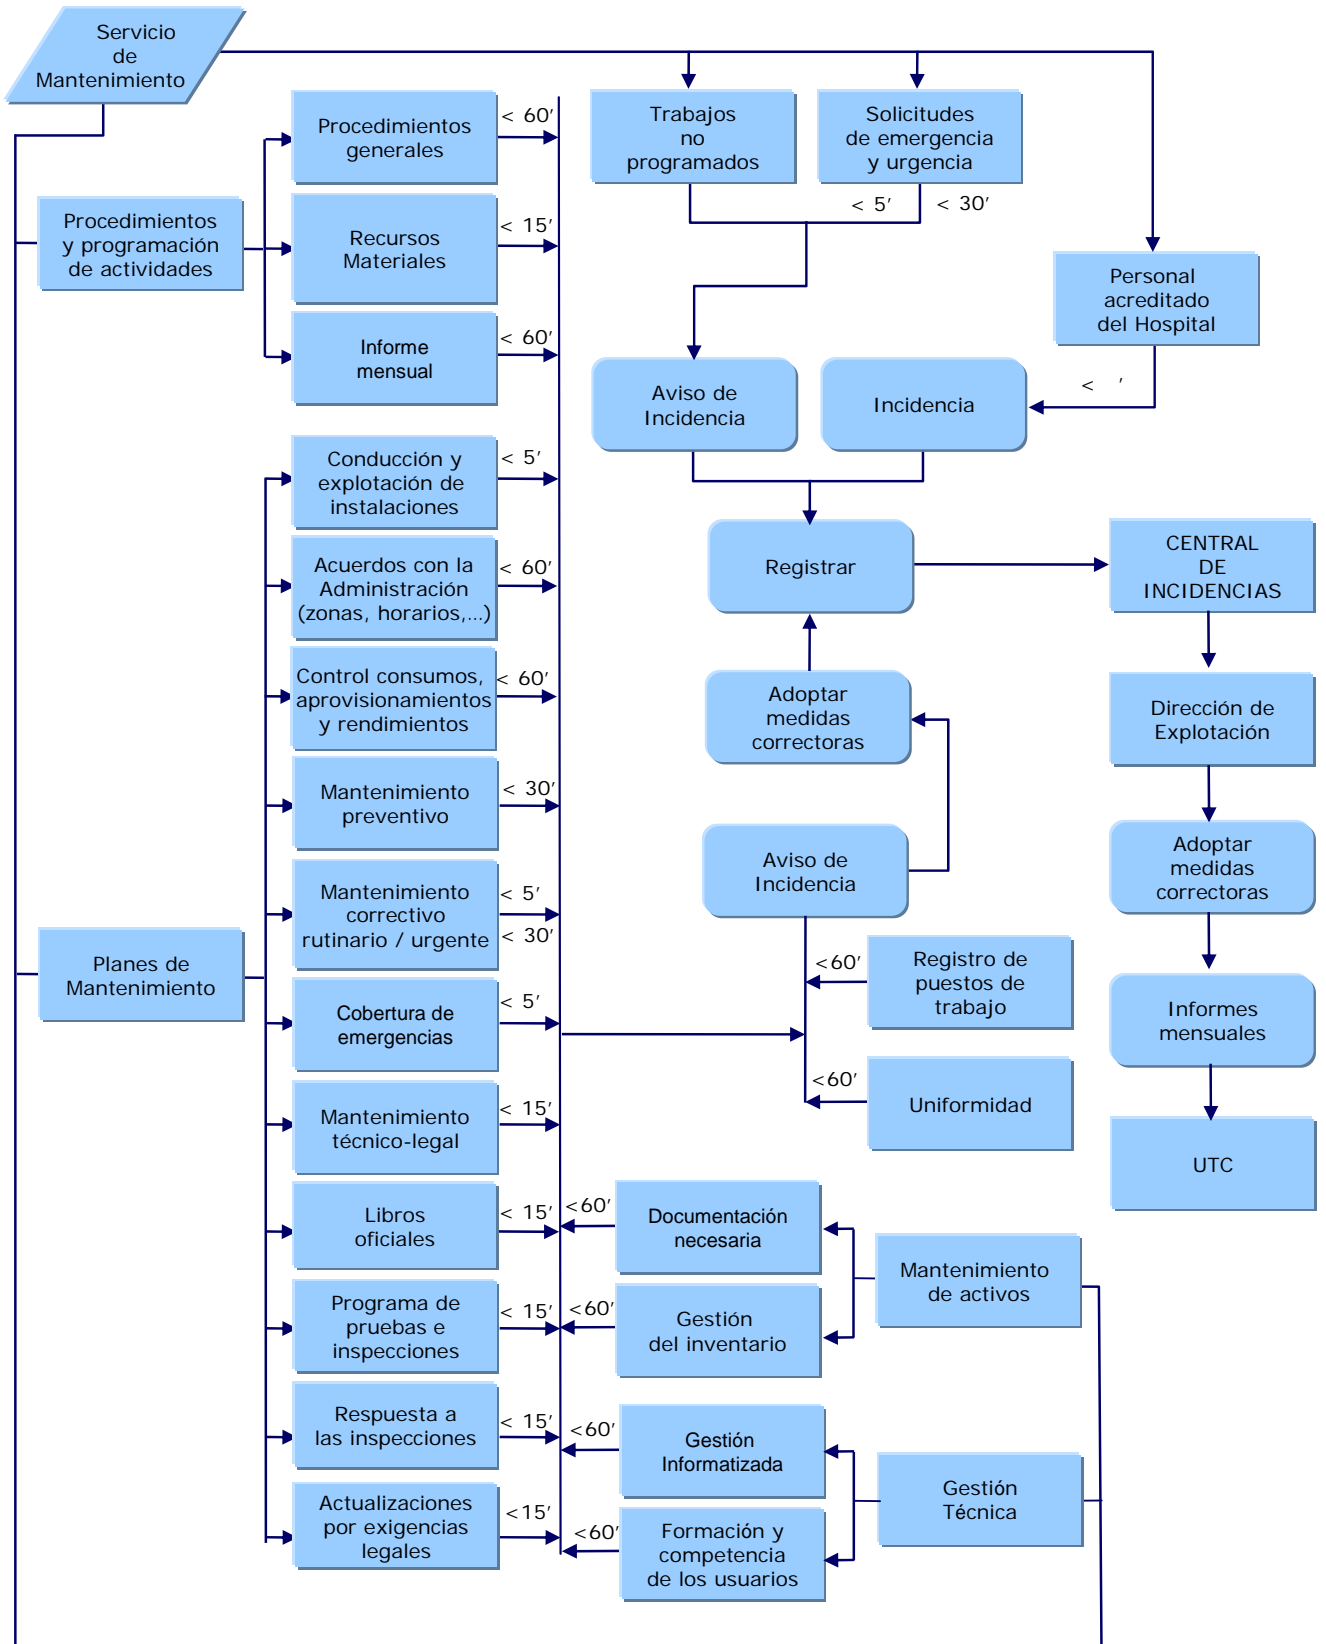 Servicio
de
Mantenimiento
Procedimientos
generales
< 60′
Trabajos
no
programados
Solicitudes
de emergencia
y urgencia
< 5′
< 30′
Procedimientos
y programación
de actividades
Recursos
Materiales
< 15′
Personal
acreditado
del Hospital
Informe
mensual
< 60′
< ′
Aviso de
Incidencia
Incidencia
Conducción y
explotación de
instalaciones
< 5′
Registrar
CENTRAL
DE
INCIDENCIAS
Acuerdos con la
Administración
(zonas, horarios,...)
< 60′
Control consumos,
aprovisionamientos
y rendimientos
< 60′
Adoptar
medidas
correctoras
Dirección de
Explotación
Mantenimiento
preventivo
< 30′
Aviso de
Incidencia
Adoptar
medidas
correctoras
Mantenimiento
correctivo
rutinario / urgente
< 5′
< 30′
Planes de
Mantenimiento
<60′
Registro de
puestos de
trabajo
Cobertura de
emergencias
< 5′
Informes
mensuales
<60′
Uniformidad
Mantenimiento
técnico-legal
< 15′
UTC
Libros
oficiales
< 15′
<60′
Documentación
necesaria
Mantenimiento
de activos
Programa de
pruebas e
inspecciones
< 15′
<60′
Gestión
del inventario
Respuesta a
las inspecciones
< 15′
<60′
Gestión
Informatizada
Gestión
Técnica
Actualizaciones
por exigencias
legales
<15′
<60′
Formación y
competencia
de los usuarios